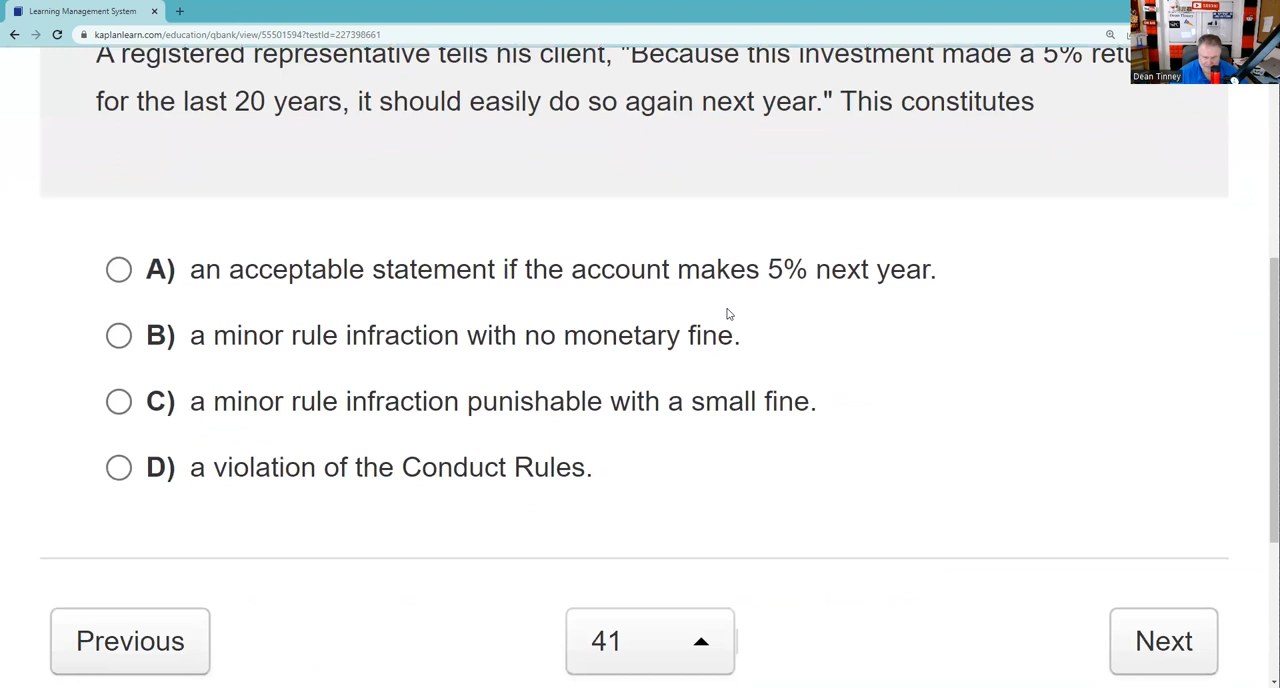 Learning Management System
kaplanlearn.com/education/qbank/view/55501594?testId=227398661
Dean Tinney
A registered representative tells his client, "Because this investment made a 5%
for the last 20 years, it should easily do so again next year." This constitutes
A) an acceptable statement if the account makes 5% next year.
B) a minor rule infraction with no monetary fine.
C) a minor rule infraction punishable with a small fine.
D) a violation of the Conduct Rules.
Previous
41
Next